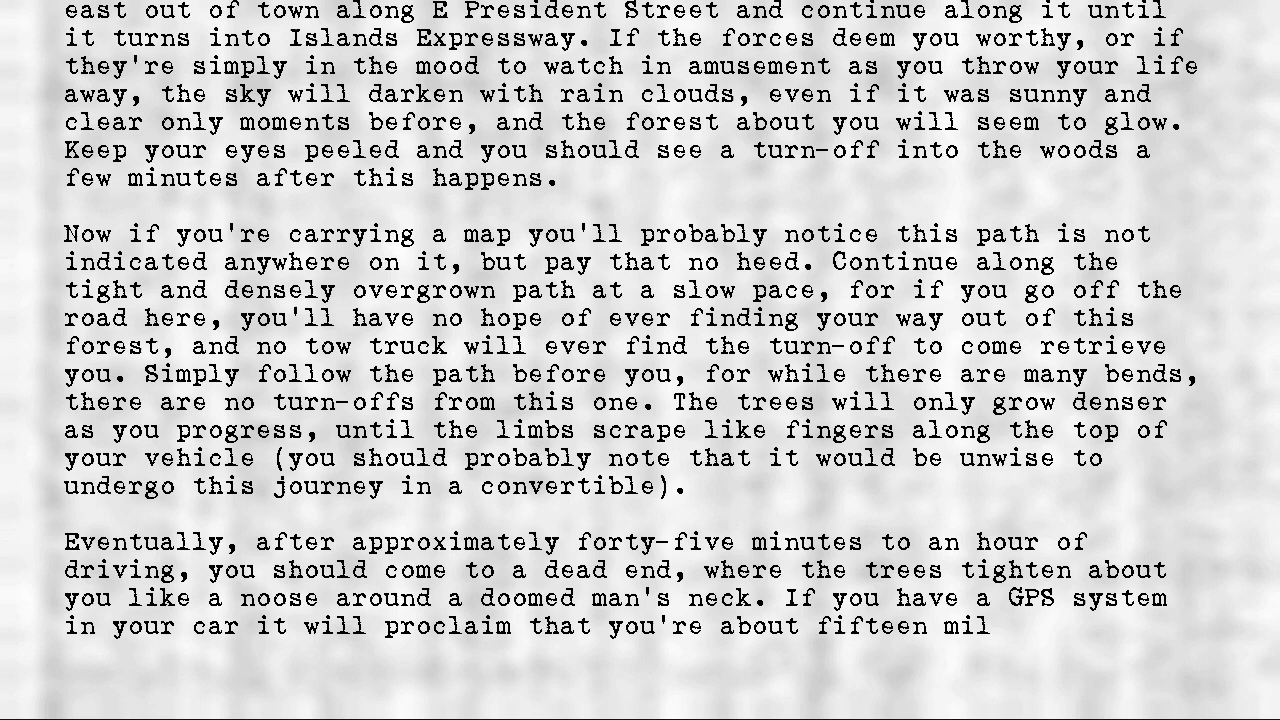 east out of town along E President Street and continue along it until
it turns into Islands Expressway. If the forces deem you worthy, or if
they're simply in the mood to watch in amusement as you throw your life
away, the sky will darken with rain clouds, even if it was sunny and
clear only moments before, and the forest about you will seem to glow.
Keep your eyes peeled and you should see a turn-off into the woods a
few minutes after this happens.
Now if you're carrying a map you'll probably notice this path is not
indicated anywhere on it, but pay that no heed. Continue along the
tight and densely overgrown path at a slow pace, for if you go off the
road here, you'll have no hope of ever finding your way out of this
forest, and no tow truck will ever find the turn-off to come retrieve
you. Simply follow the path before you, for while there are many bends,
there are no turn-offs from this one. The trees will only grow denser
as you progress, until the limbs scrape like fingers along the top of
your vehicle (you should probably note that it would be unwise to
undergo this journey in a convertible).
Eventually, after approximately forty-five minutes to an hour of
driving, you should come to a dead end, where the trees tighten about
you like a noose around a doomed man's neck. If you have a GPS system
in your car it will proclaim that you're about fifteen mil